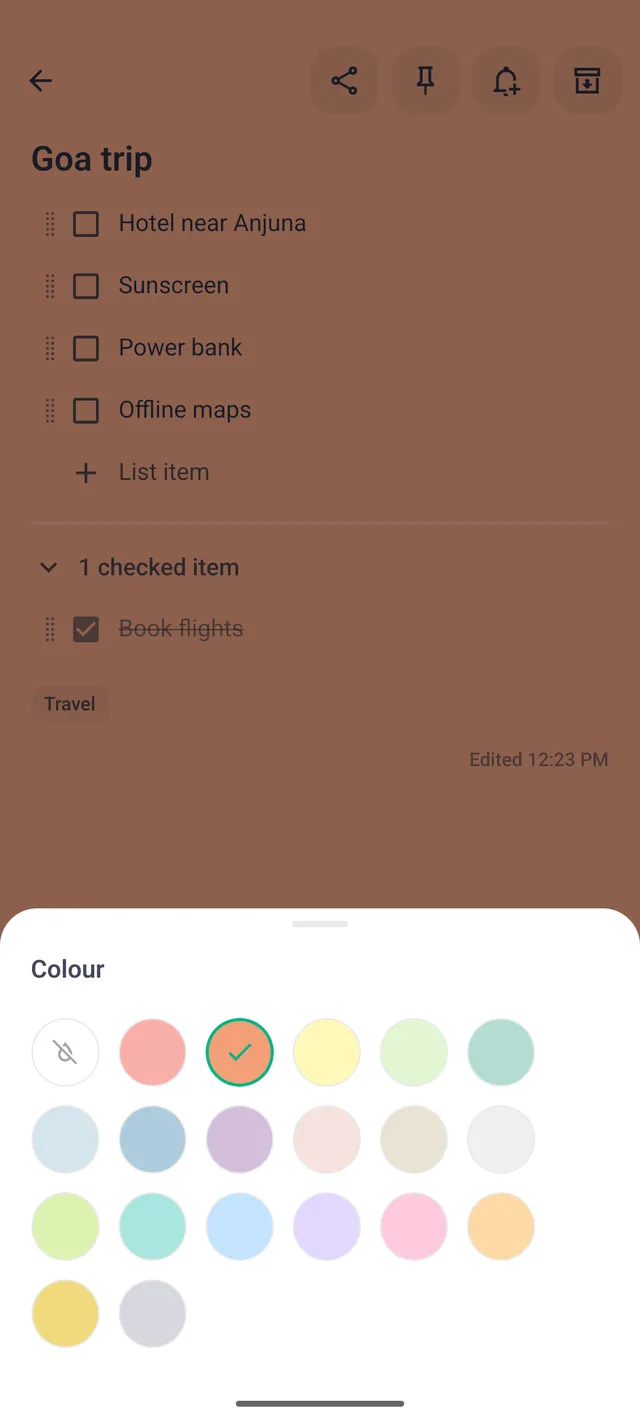 Goa trip
Hotel near Anjuna
Sunscreen
Power bank
Offline maps
List item
1 checked item
Book flights
Travel
Edited 12:23 PM
Colour